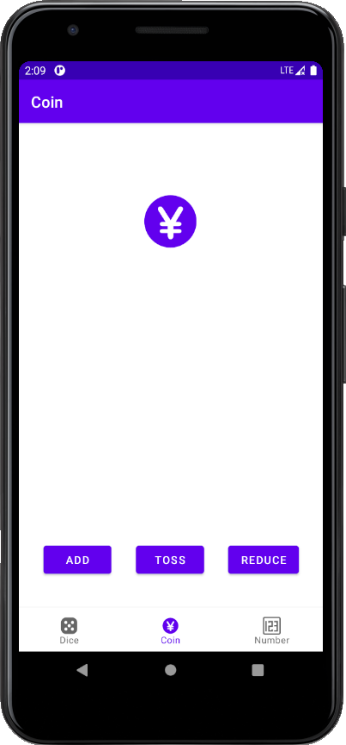 2:09 LTE
Coin
¥
ADD TOSS REDUCE
¥ 123
Dice Coin Number